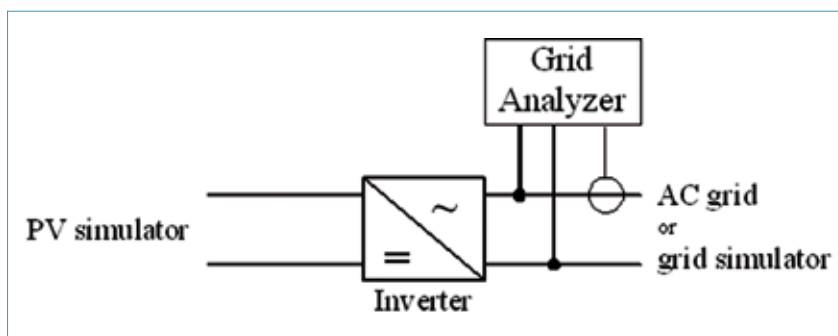 Grid
Analyzer
PV simulator
~
=
Inverter
AC grid
or
grid simulator